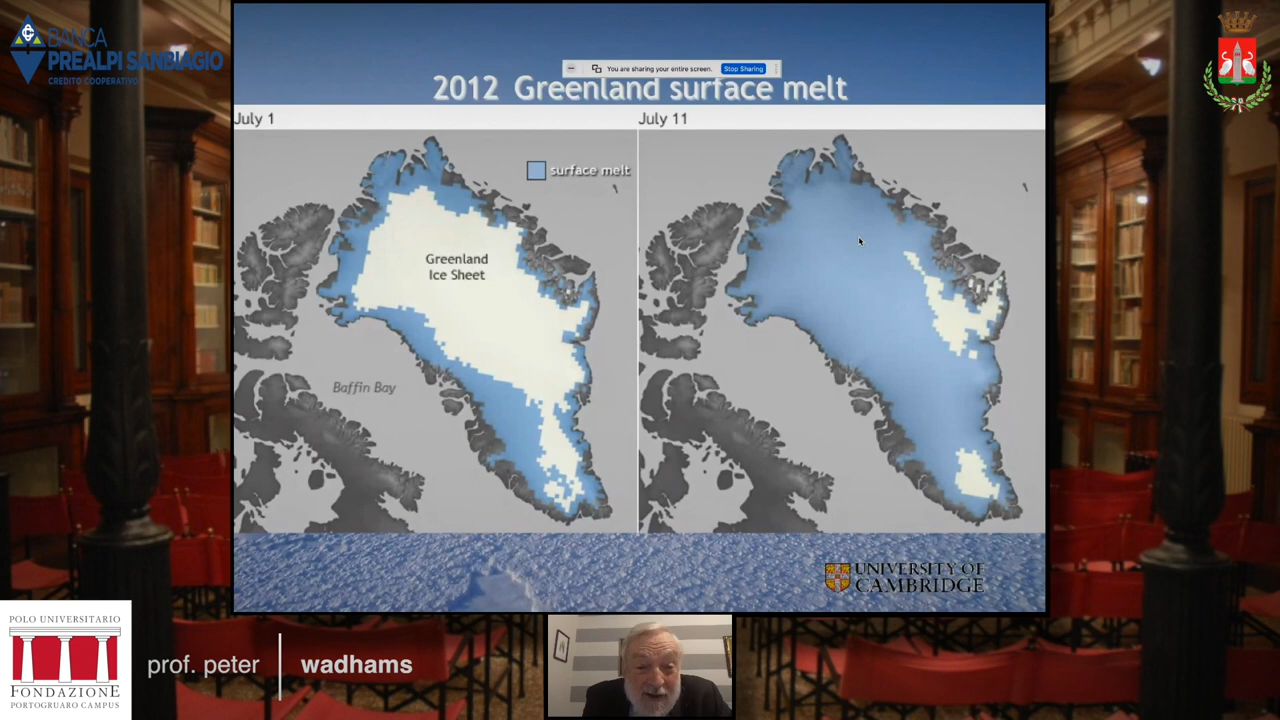 BANCA
PREALPI SANBIAGIO
CREDITO COOPERATIVO
You are sharing your entire screen.
Stop Sharing
2012 Greenland surface melt
July 1
July 11
surface melt
Greenland
Ice Sheet
Baffin Bay
UNIVERSITY OF
CAMBRIDGE
POLO UNIVERSITARIO
FONDAZIONE
PORTOGRUARO CAMPUS
prof. peter
wadhams